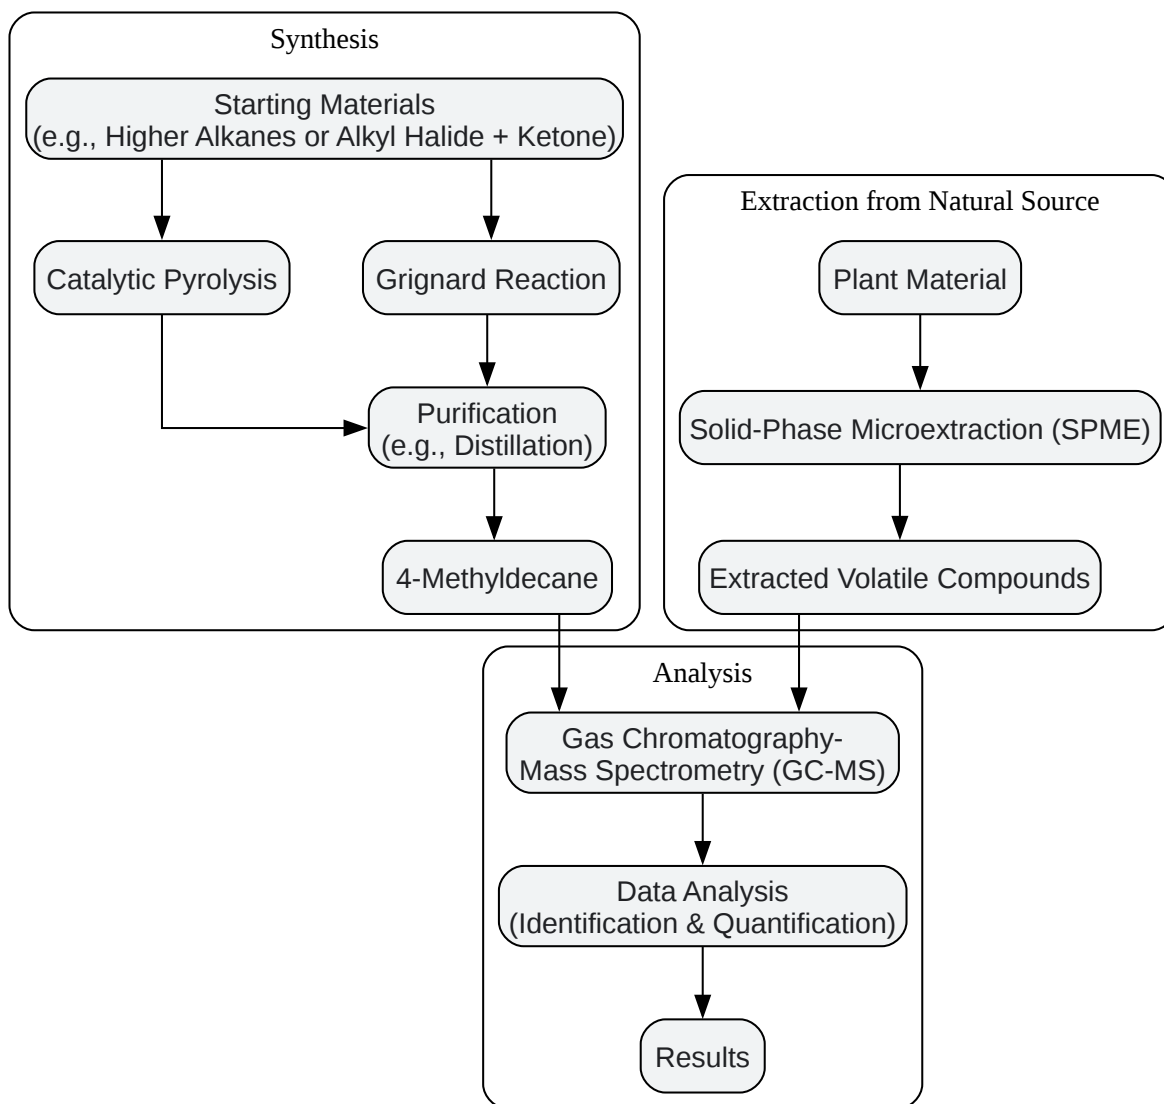 Synthesis
Starting Materials
(e.g., Higher Alkanes or Alkyl Halide + Ketone)
Catalytic Pyrolysis
Grignard Reaction
Purification
(e.g., Distillation)
4-Methyldecane
Extraction from Natural Source
Plant Material
Solid-Phase Microextraction (SPME)
Extracted Volatile Compounds
Analysis
Gas Chromatography-
Mass Spectrometry (GC-MS)
Data Analysis
(Identification & Quantification)
Results